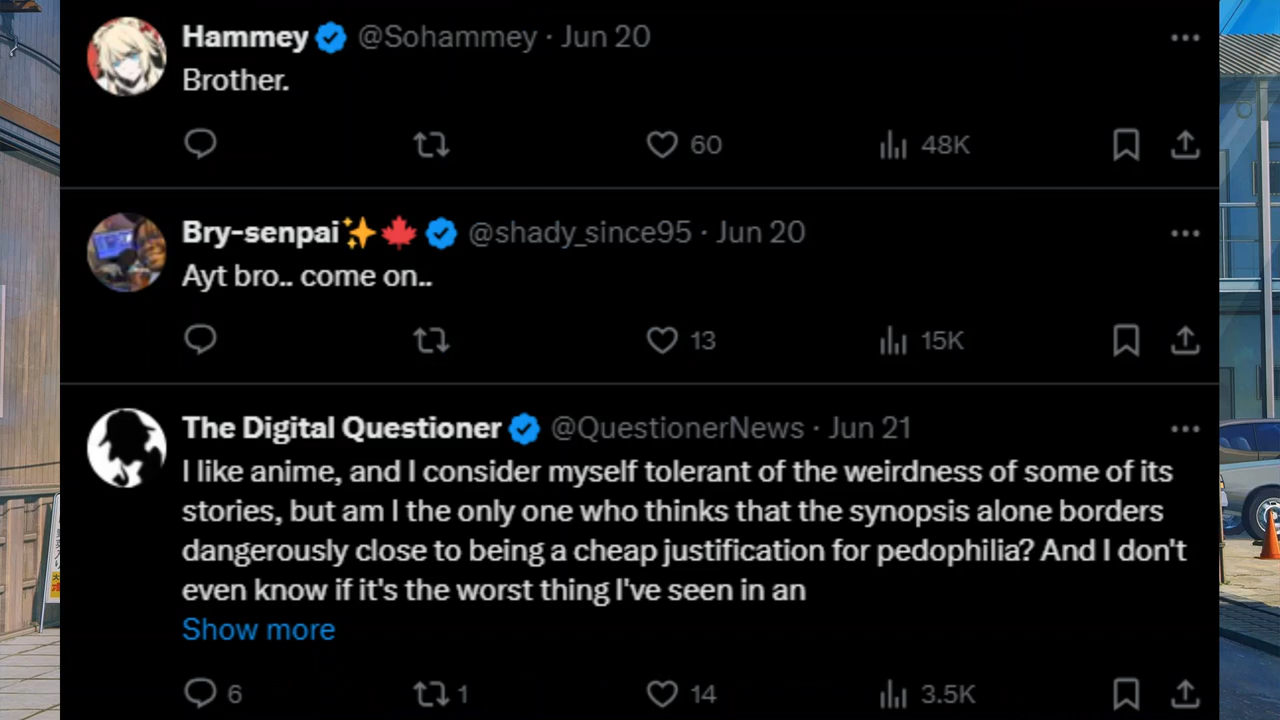 Hammey @Sohammey · Jun 20
Brother.
60 48K
Bry-senpai✨🍁 @shady_since95 · Jun 20
Ayt bro.. come on..
13 15K
The Digital Questioner @QuestionerNews · Jun 21
I like anime, and I consider myself tolerant of the weirdness of some of its
stories, but am I the only one who thinks that the synopsis alone borders
dangerously close to being a cheap justification for pedophilia? And I don't
even know if it's the worst thing I've seen in an
Show more
6 1 14 3.5K